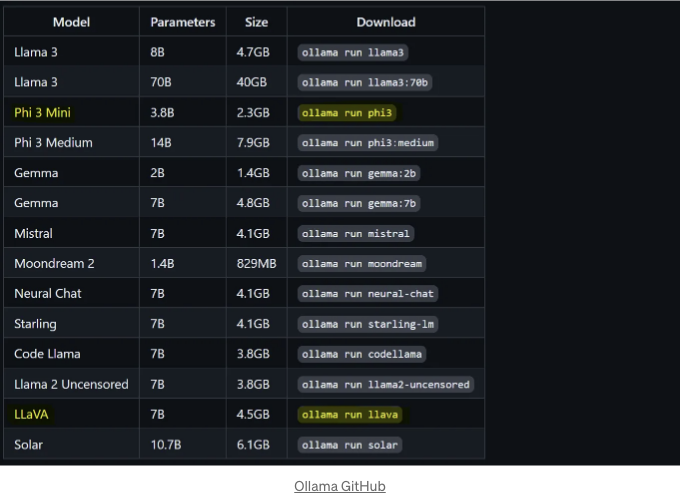 Model Parameters Size Download
Llama 3 8B 4.7GB ollama run llama3
Llama 3 70B 40GB ollama run llama3:70b
Phi 3 Mini 3.8B 2.3GB ollama run phi3
Phi 3 Medium 14B 7.9GB ollama run phi3:medium
Gemma 2B 1.4GB ollama run gemma:2b
Gemma 7B 4.8GB ollama run gemma:7b
Mistral 7B 4.1GB ollama run mistral
Moondream 2 1.4B 829MB ollama run moondream
Neural Chat 7B 4.1GB ollama run neural-chat
Starling 7B 4.1GB ollama run starling-lm
Code Llama 7B 3.8GB ollama run codellama
Llama 2 Uncensored 7B 3.8GB ollama run llama2-uncensored
LLaVA 7B 4.5GB ollama run llava
Solar 10.7B 6.1GB ollama run solar
Ollama GitHub